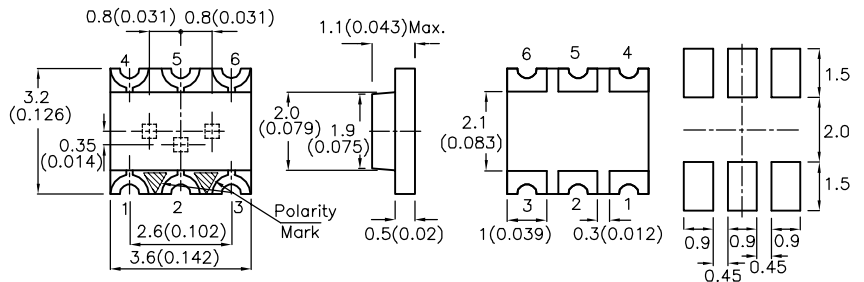 0.8(0.031) 0.8(0.031)
4 5 6
3.2
(0.126)
0.35
(0.014)
1 2 3
Polarity
Mark
2.6(0.102)
3.6(0.142)
1.1(0.043)Max.
2.0
(0.079)
1.9
(0.075)
0.5(0.02)
6 5 4
2.1
(0.083)
3 2 1
1(0.039) 0.3(0.012)
1.5
2.0
1.5
0.9 0.9 0.9
0.45 0.45